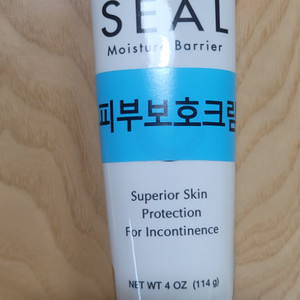 SEAL
Moisture Barrier
피부보호크림
Superior Skin
Protection
For Incontinence
NET WT 4 OZ (114 g)